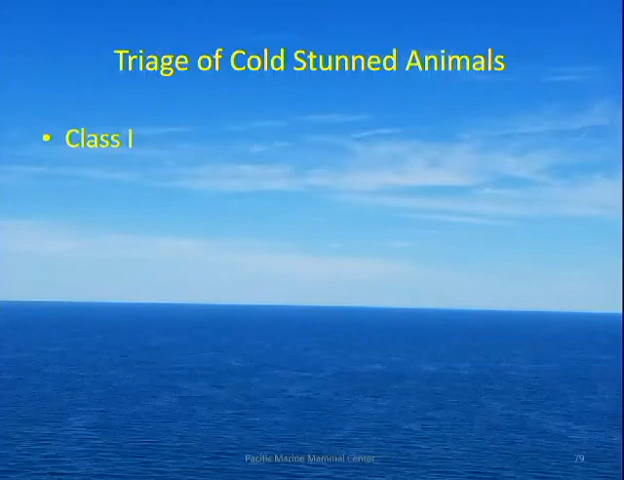 Triage of Cold Stunned Animals
• Class I
Pacific Marine Mammal Center
79